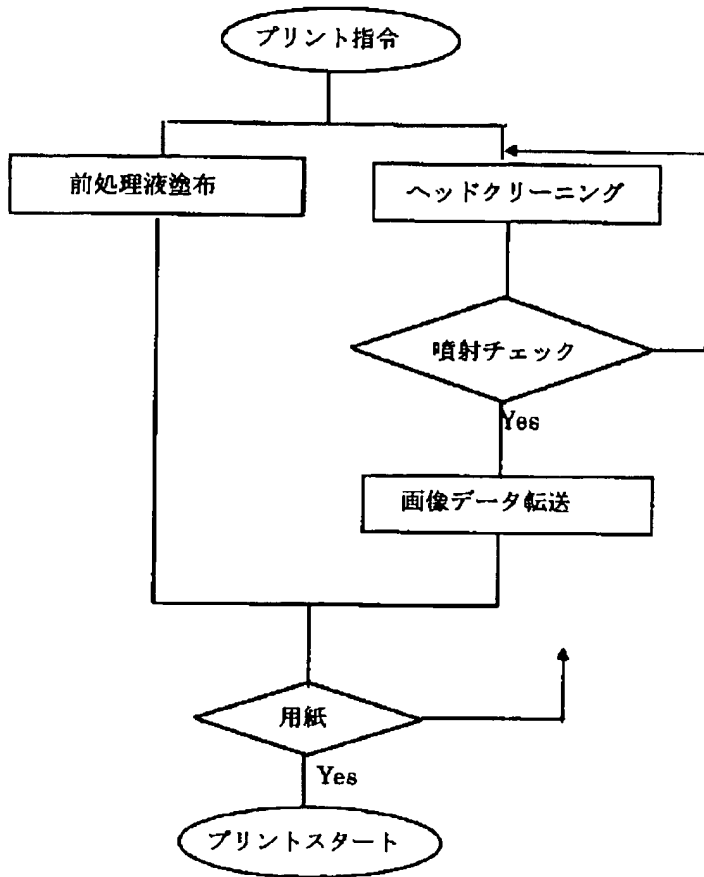 プリント指令
前処理液塗布
ヘッドクリーニング
噴射チェック
Yes
画像データ転送
用紙
Yes
プリントスタート